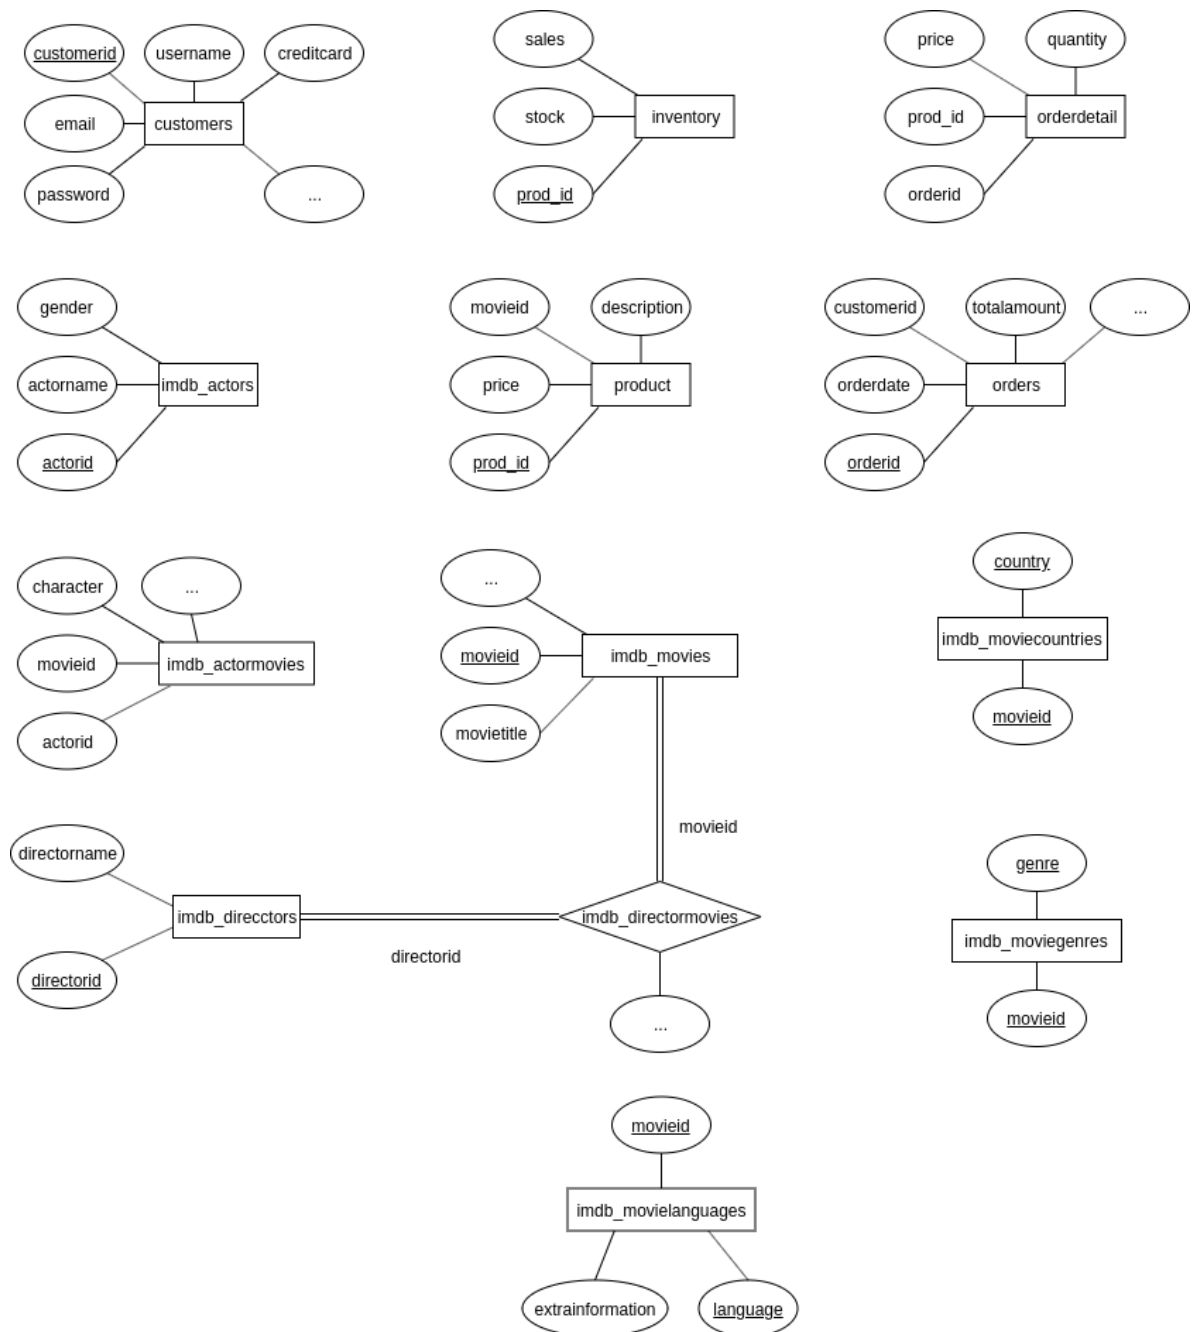 customerid
username
creditcard
email
customers
password
...
sales
stock
inventory
prod_id
price
quantity
prod_id
orderdetail
orderid
gender
actorname
imdb_actors
actorid
movieid
description
price
product
prod_id
customerid
totalamount
...
orderdate
orders
orderid
character
...
movieid
imdb_actormovies
actorid
...
movieid
imdb_movies
movietitle
country
imdb_moviecountries
movieid
directorname
imdb_direcctors
directorid
directorid
movieid
imdb_directormovies
...
genre
imdb_moviegenres
movieid
movieid
imdb_movielanguages
extrainformation
language